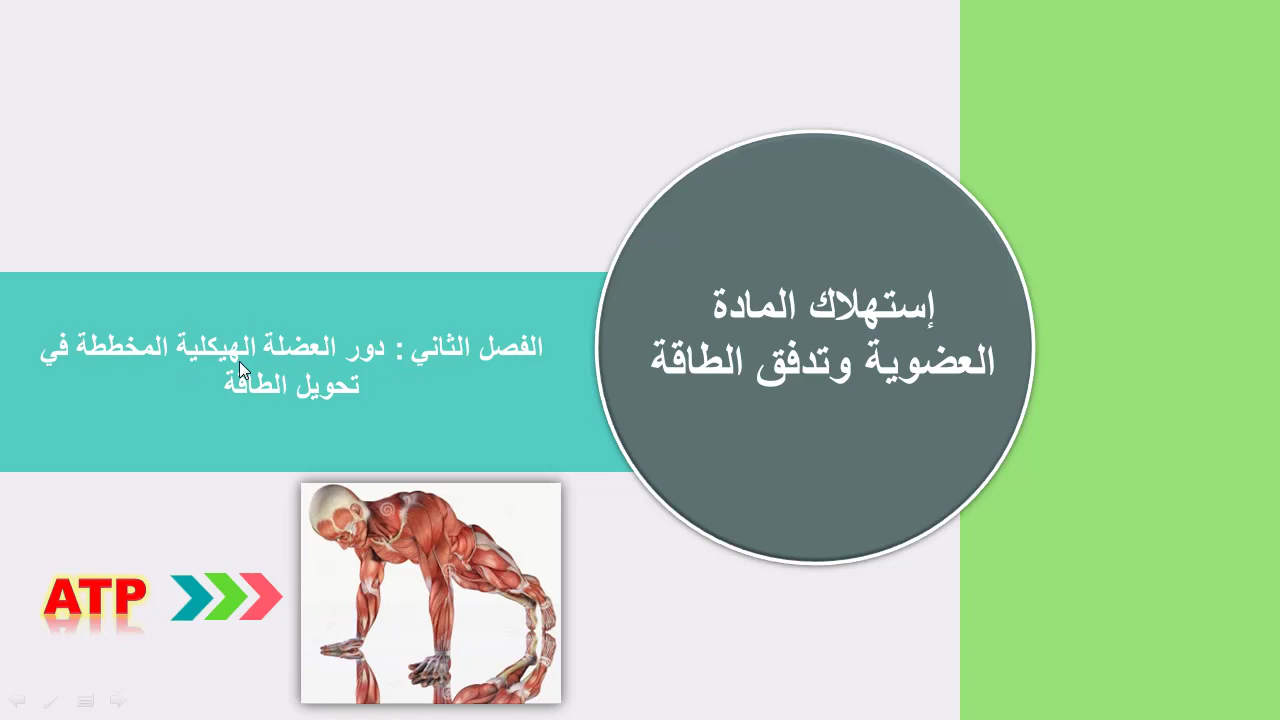 إستهلاك المادة
العضوية وتدفق الطاقة
الفصل الثاني : دور العضلة الهيكلية المخططة في
تحويل الطاقة
ATP